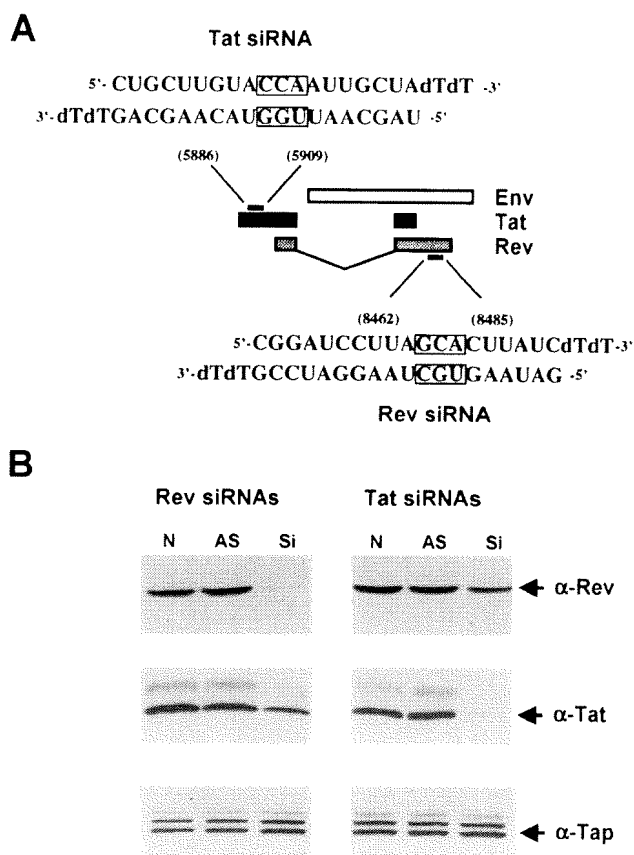 A
Tat siRNA
5'- CUGCUUGUACCAAUUGCUAdTdT -3'
3'- dTdTGACGAACAUGGUUAACGAU -5'
(5886) (5909)
Env
Tat
Rev
(8462) (8485)
5'-CGGAUCCUUAGCACUUAUCdTdT-3'
3'-dTdTGCCUAGGAAUCGUGAAUAG -5'
Rev siRNA
B
Rev siRNAs Tat siRNAs
N AS Si N AS Si
α-Rev
α-Tat
α-Tap